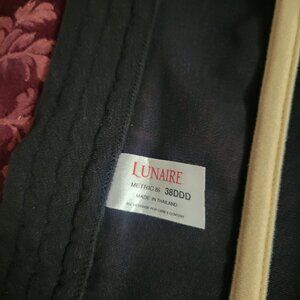 LUNAIRE
METRIC 85 38DDD
MADE IN THAILAND